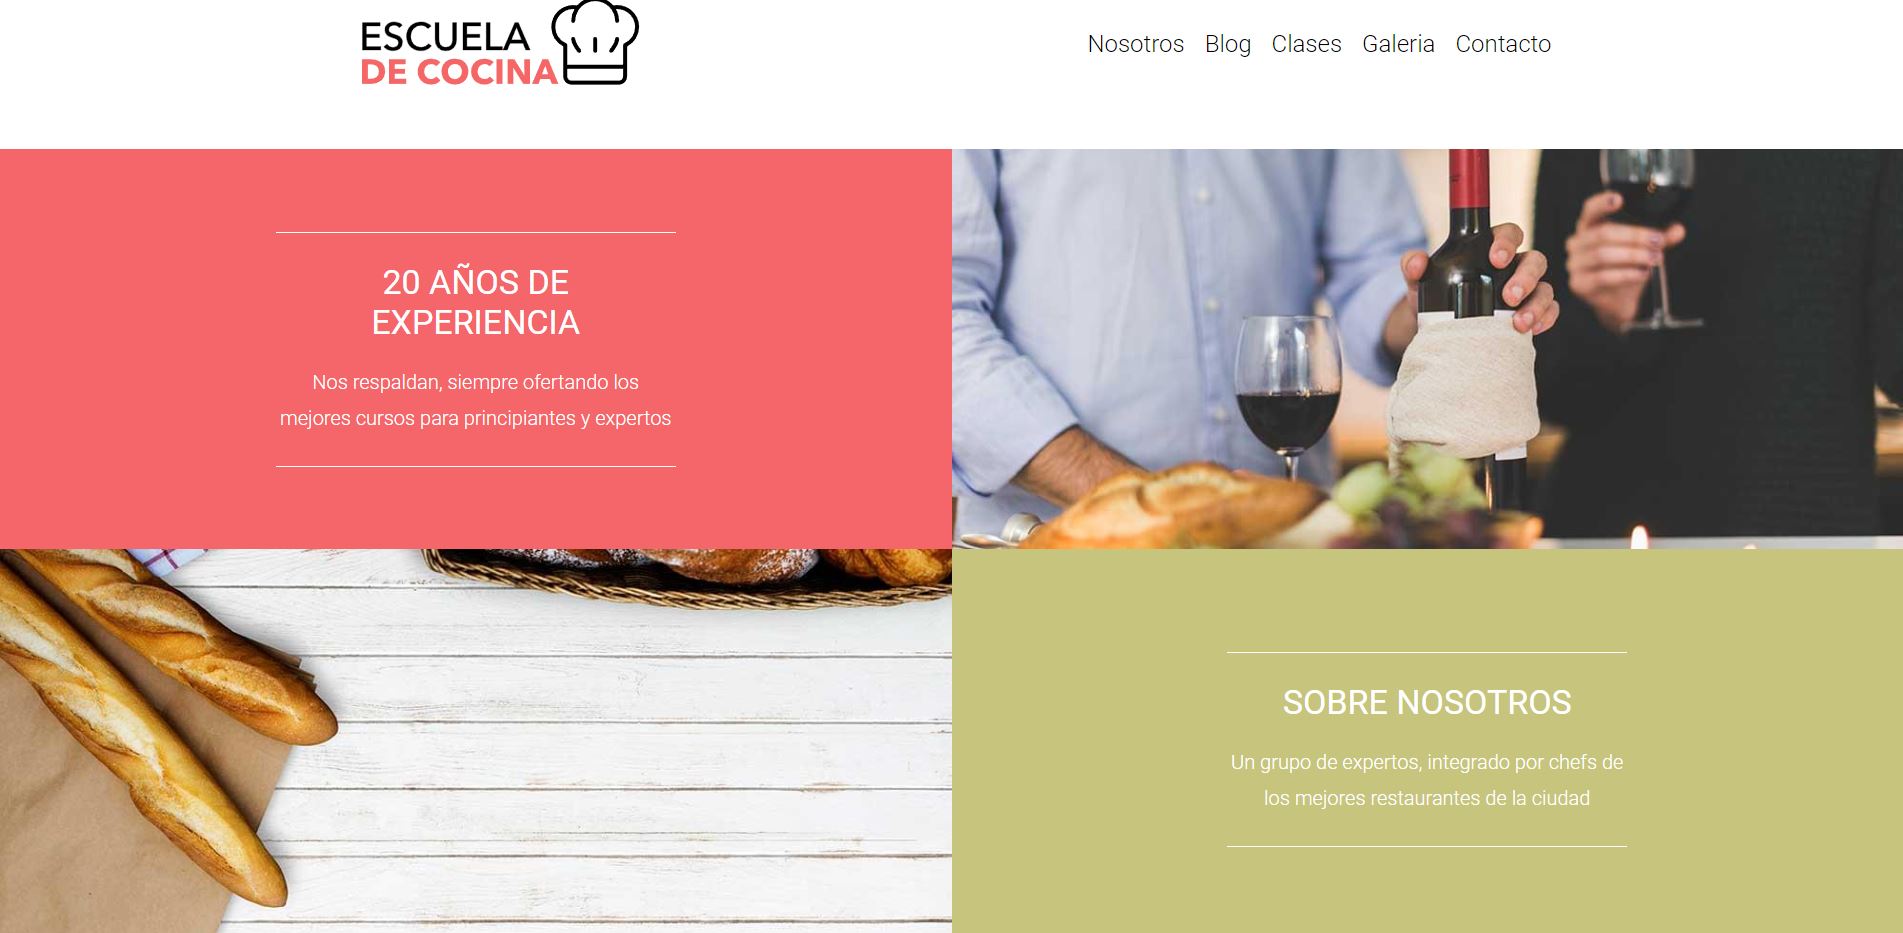 ESCUELA
DE COCINA
Nosotros Blog Clases Galeria Contacto
20 AÑOS DE
EXPERIENCIA
Nos respaldan, siempre ofertando los
mejores cursos para principiantes y expertos
SOBRE NOSOTROS
Un grupo de expertos, integrado por chefs de
los mejores restaurantes de la ciudad